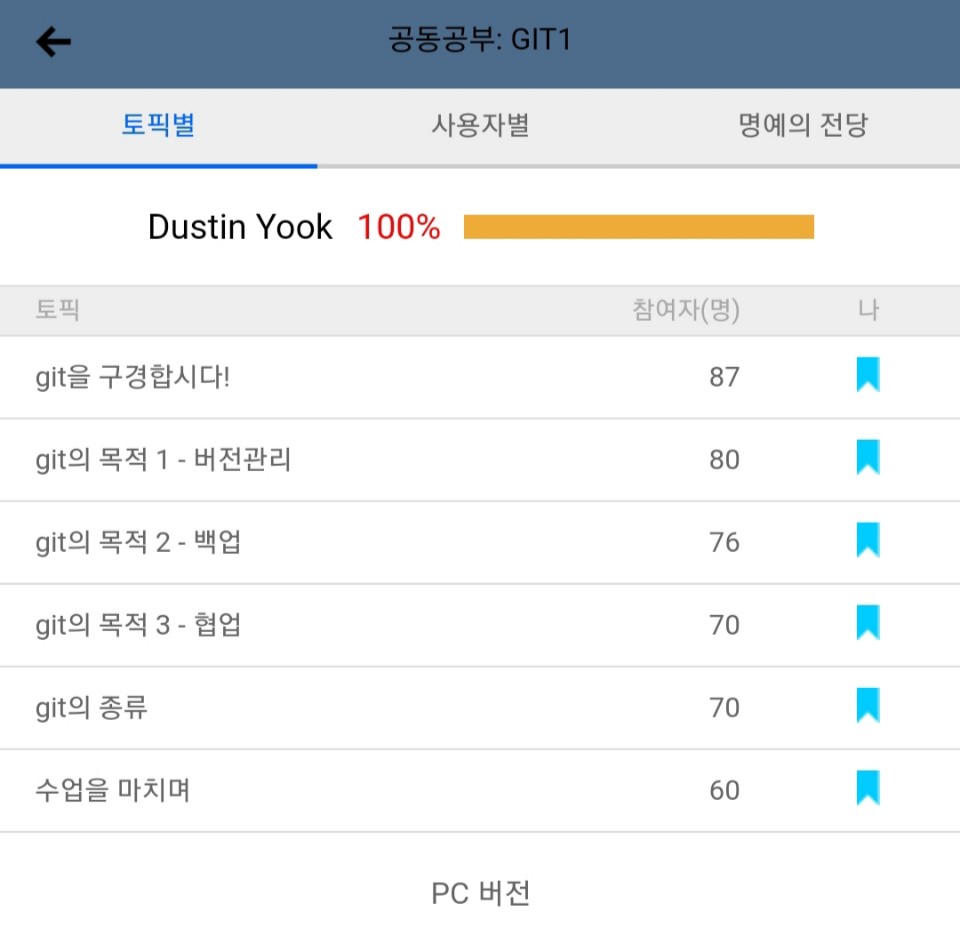 공동공부: GIT1
토픽별 사용자별 명예의 전당
Dustin Yook 100%
토픽 참여자(명) 나
git을 구경합시다! 87
git의 목적 1 - 버전관리 80
git의 목적 2 - 백업 76
git의 목적 3 - 협업 70
git의 종류 70
수업을 마치며 60
PC 버전